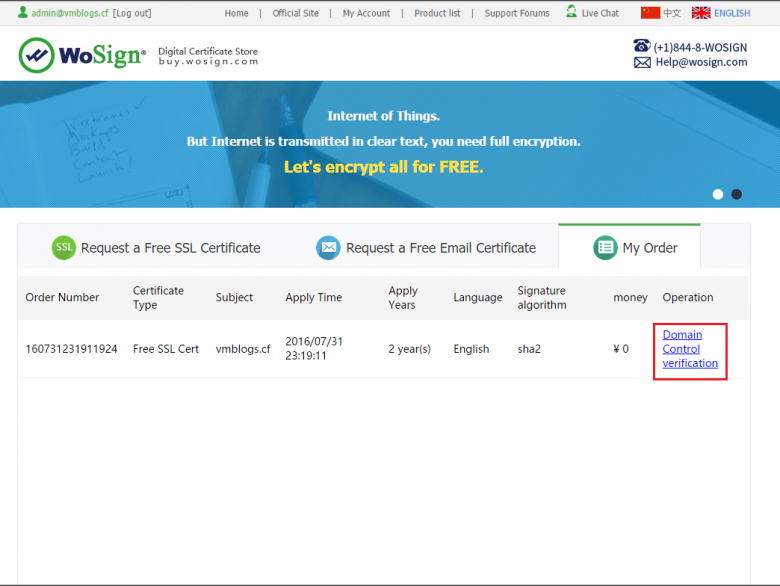 admin@vmblogs.cf [Log out] Home | Official Site | My Account | Product list | Support Forums Live Chat 中文 ENGLISH
WoSign® Digital Certificate Store (+1)844-8-WOSIGN
buy.wosign.com Help@wosign.com
Wireframes
Mockups
Build
Content
Launch!
Internet of Things.
But Internet is transmitted in clear text, you need full encryption.
Let's encrypt all for FREE.
SSL Request a Free SSL Certificate Request a Free Email Certificate My Order
Order Number Certificate Type Subject Apply Time Apply Years Language Signature algorithm money Operation
160731231911924 Free SSL Cert vmblogs.cf 2016/07/31 23:19:11 2 year(s) English sha2 ¥ 0 Domain Control verification